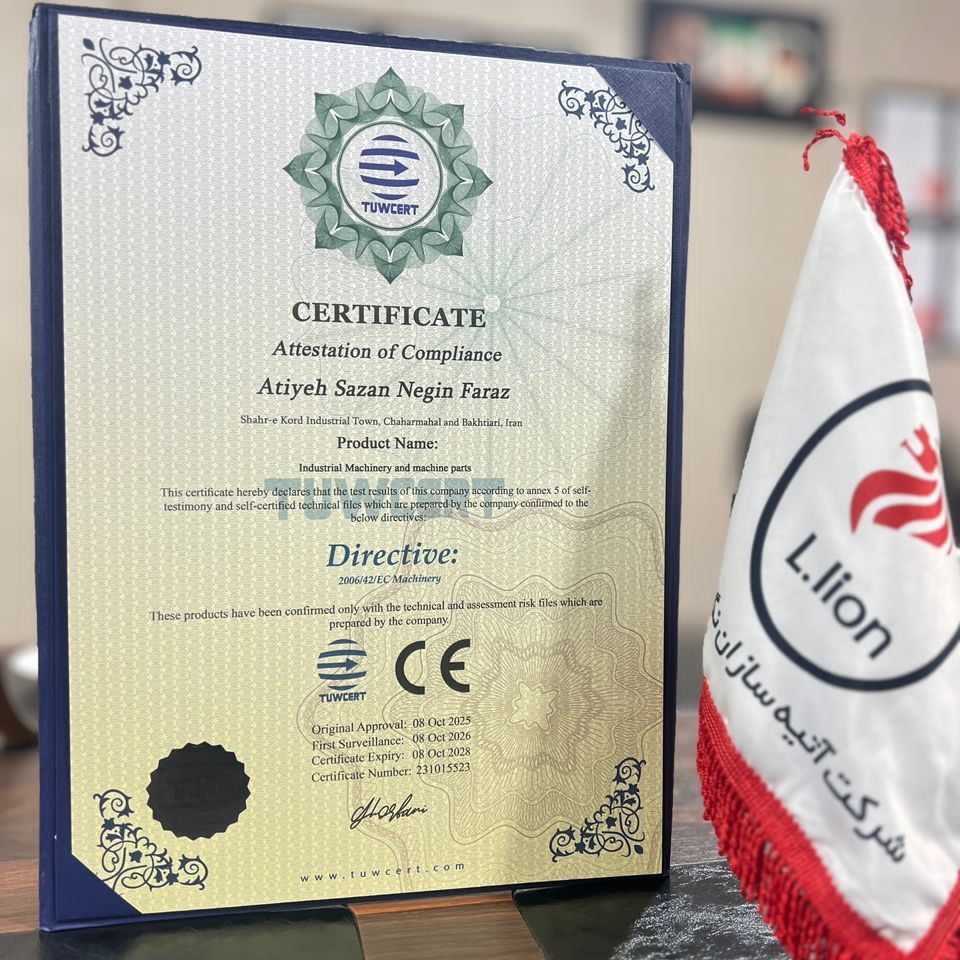 TUWCERT
CERTIFICATE
Attestation of Compliance
Atiyeh Sazan Negin Faraz
Shahr-e Kord Industrial Town, Chaharmahal and Bakhtiari, Iran
Product Name:
Industrial Machinery and machine parts
TUWCERT
This certificate hereby declares that the test results of this company according to annex 5 of self-
testimony and self-certified technical files which are prepared by the company confirmed to the
below directives:
Directive:
2006/42/EC Machinery
These products have been confirmed only with the technical and assessment risk files which are
prepared by the company.
TUWCERT
CE
Original Approval: 08 Oct 2025
First Surveillance: 08 Oct 2026
Certificate Expiry: 08 Oct 2028
Certificate Number: 231015523
www.tuwcert.com
L.lion
شرکت آتیه سازان